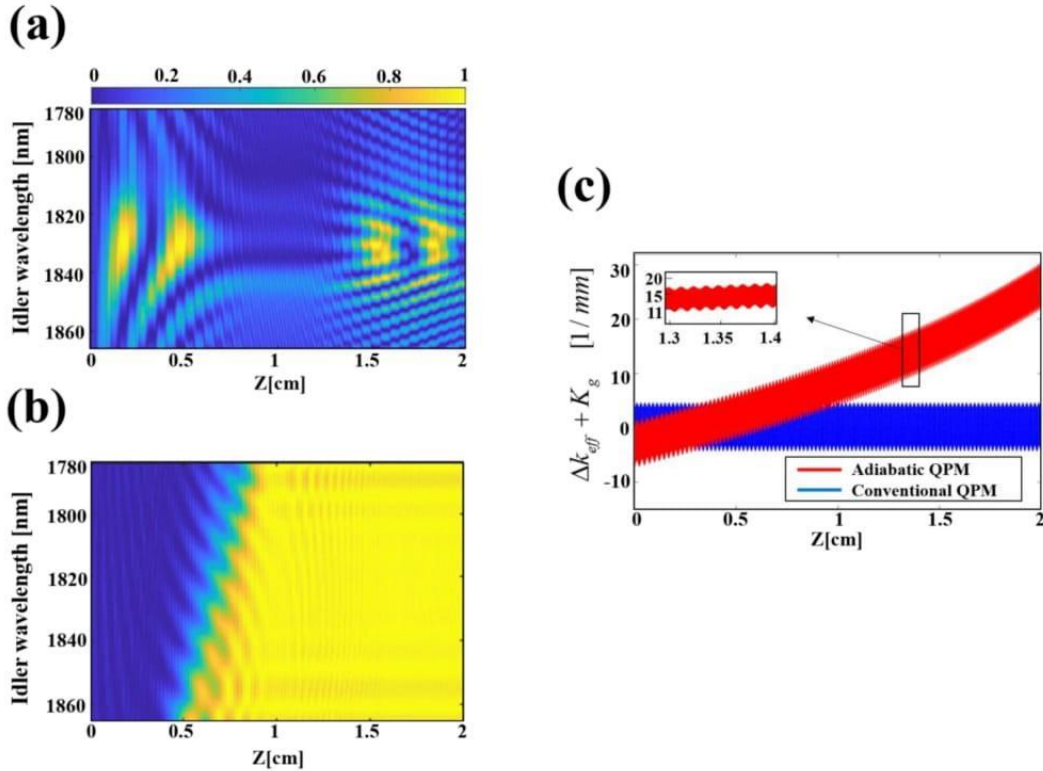 (a)
0 0.2 0.4 0.6 0.8 1
Idler wavelength [nm]
1780
1800
1820
1840
1860
0 0.5 1 1.5 2
Z[cm]
(b)
Idler wavelength [nm]
1780
1800
1820
1840
1860
0 0.5 1 1.5 2
Z[cm]
(c)
Δk_eff + K_g [1 / mm]
30
20
10
0
-10
20
15
11
1.3 1.35 1.4
Adiabatic QPM
Conventional QPM
0 0.5 1 1.5 2
Z[cm]